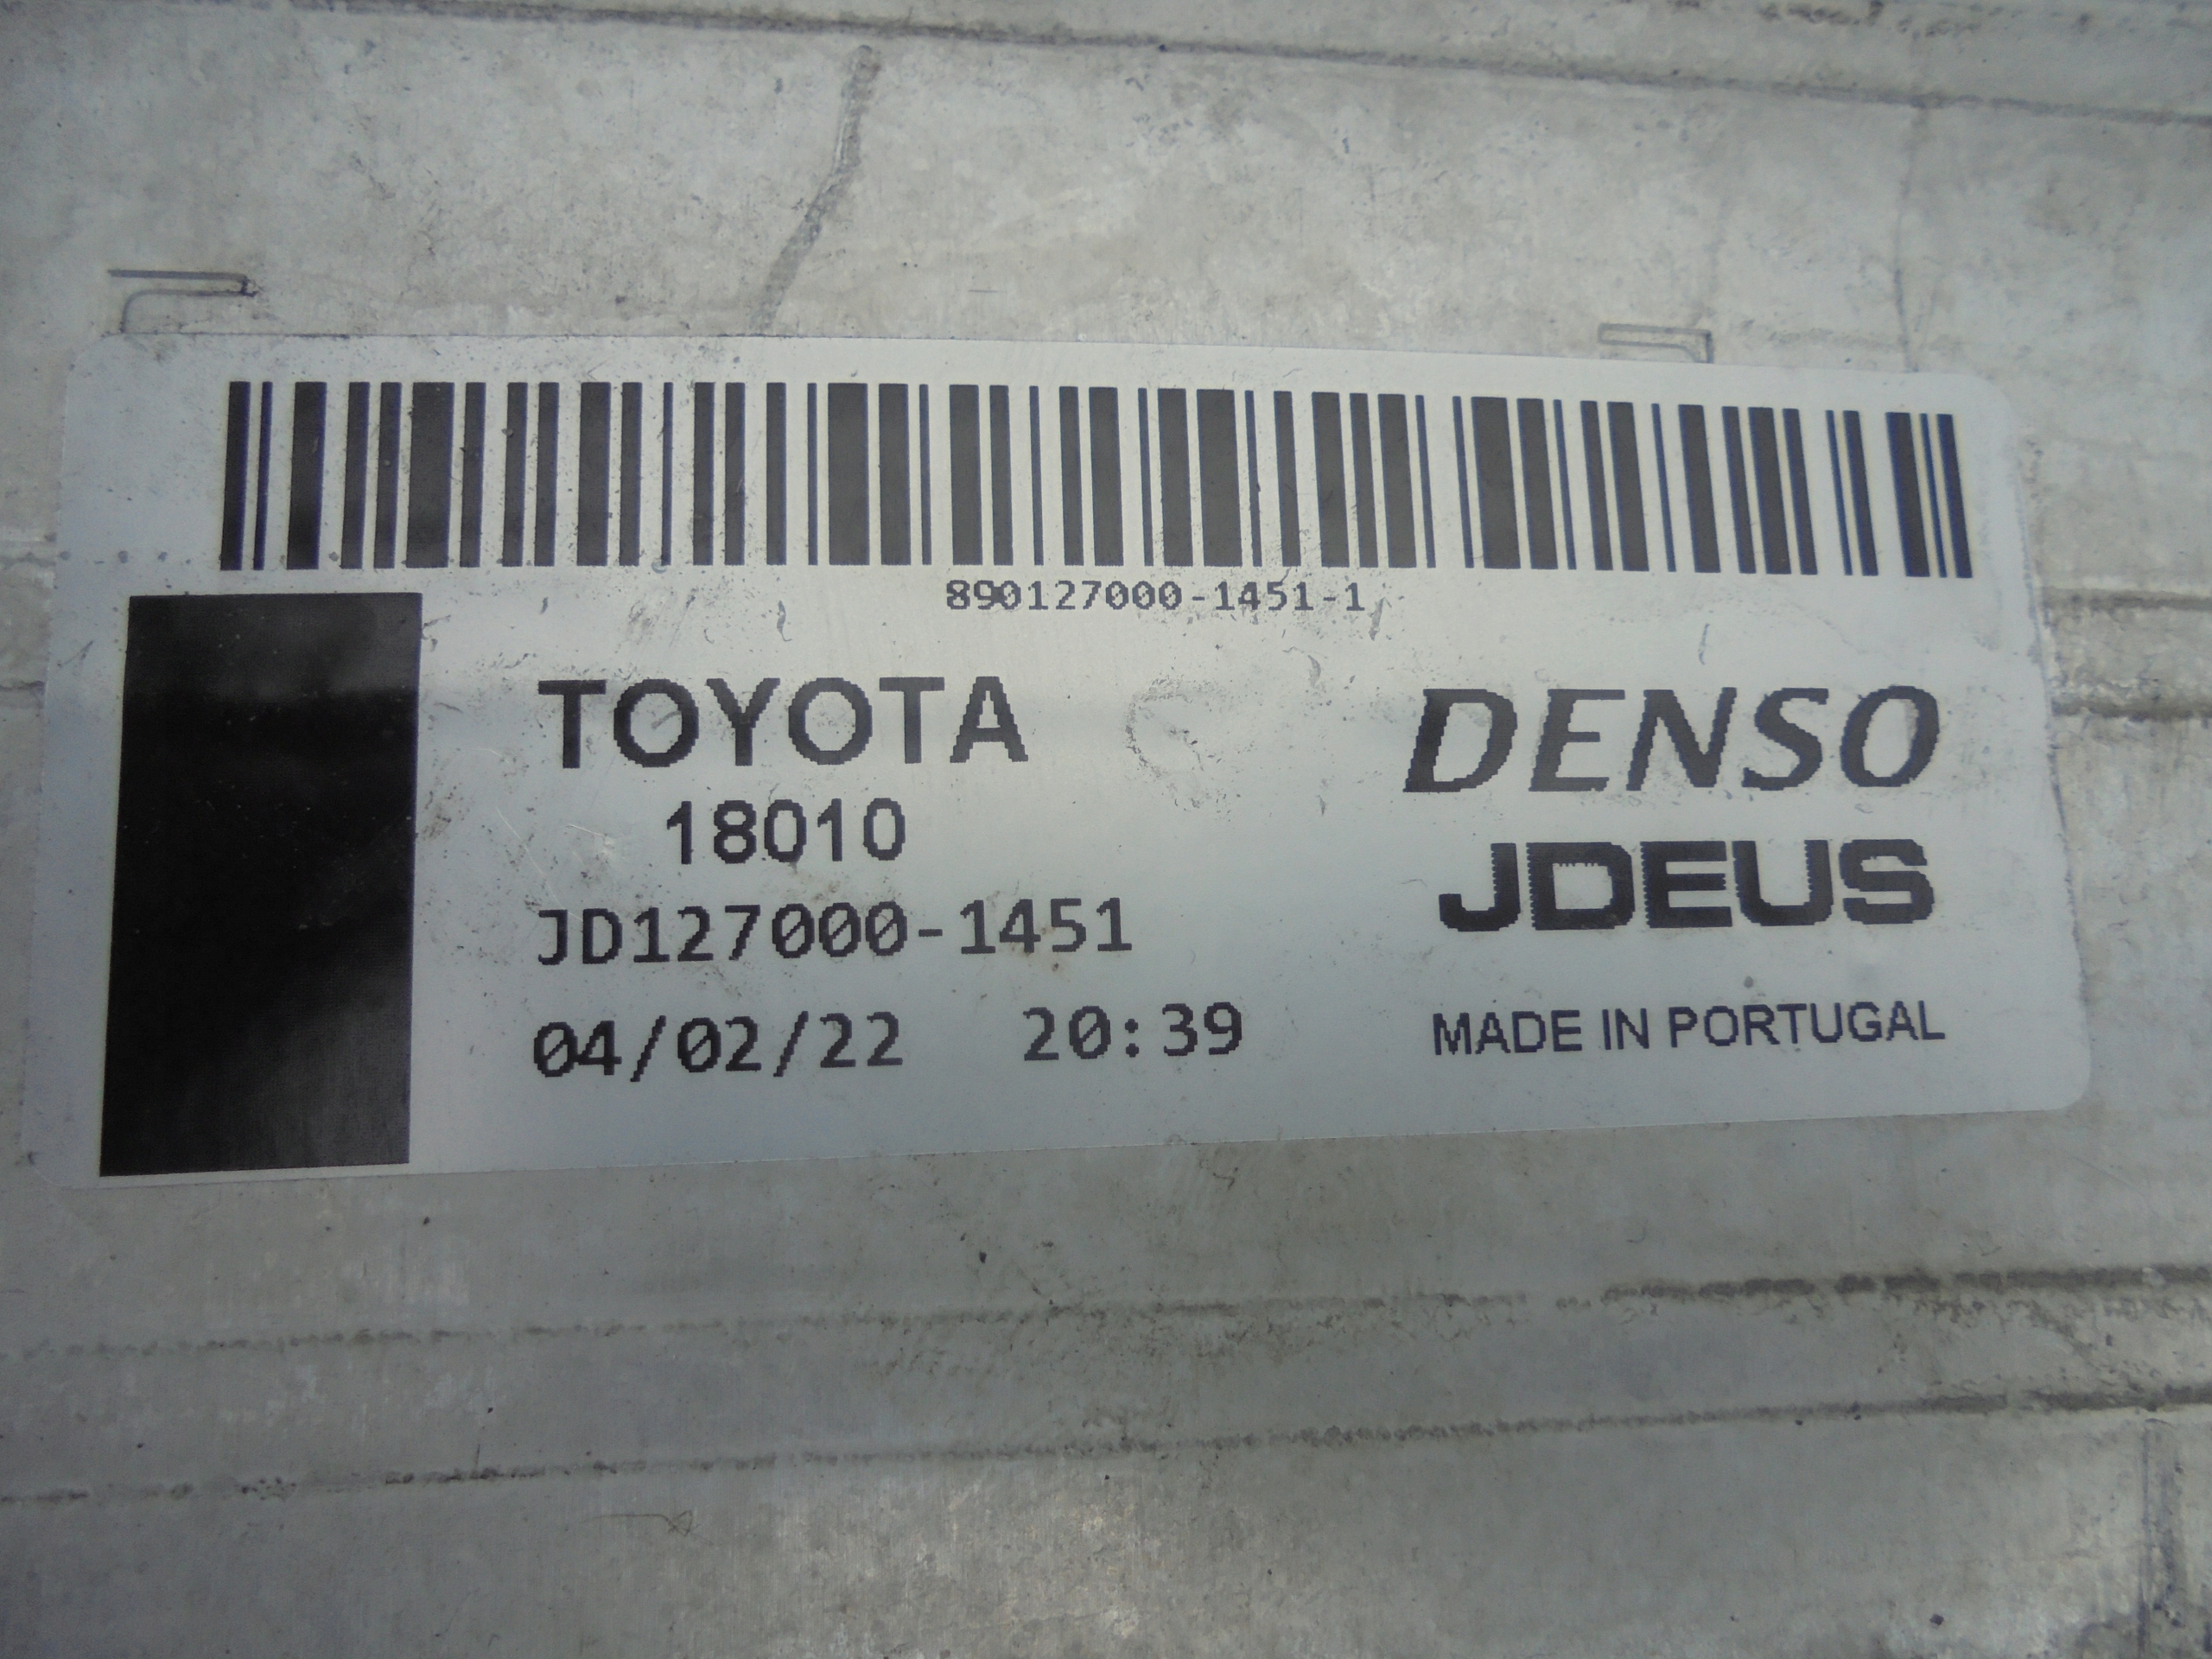 890127000-1451-1
TOYOTA
DENSO
18010
JDEUS
JD127000-1451
04/02/22 20:39
MADE IN PORTUGAL